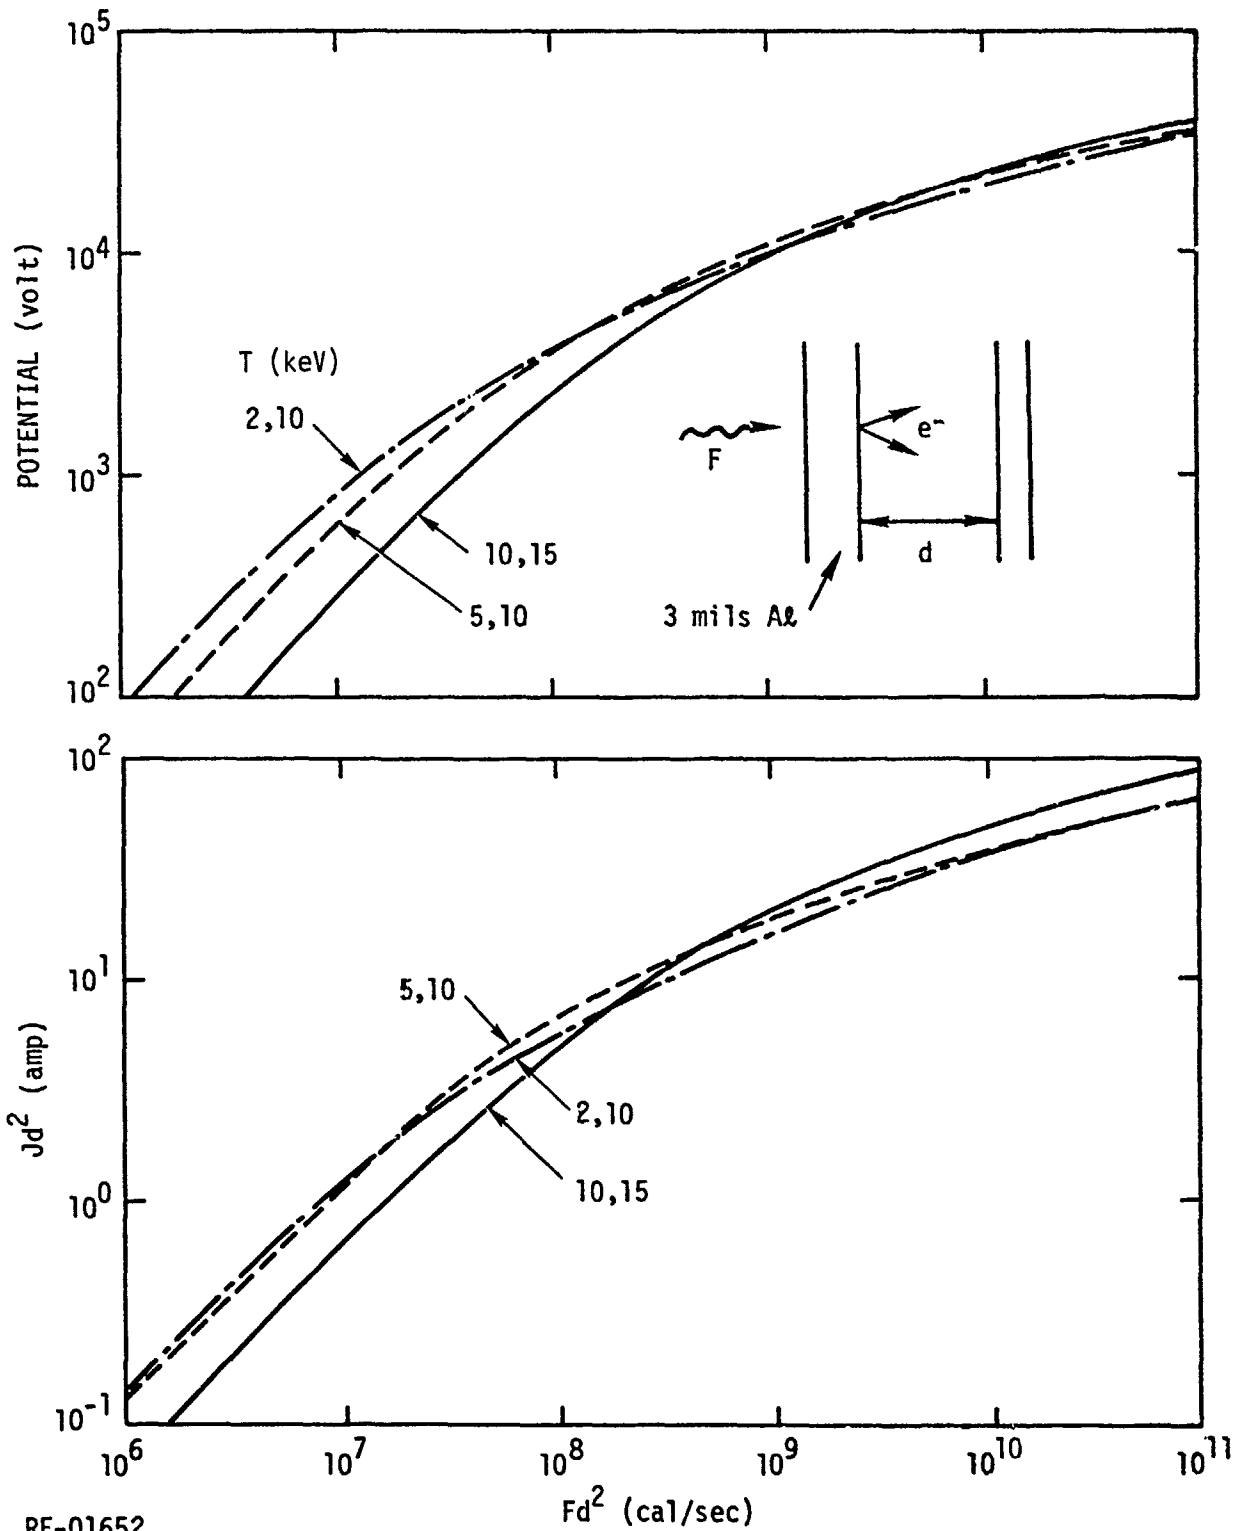 10^5
10^4
10^3
10^2
POTENTIAL (volt)
T (keV)
2,10
10,15
5,10
F
e-
d
3 mils Aℓ
10^2
10^1
10^0
10^-1
Jd^2 (amp)
5,10
2,10
10,15
10^6 10^7 10^8 10^9 10^10 10^11
Fd^2 (cal/sec)
RE-01652